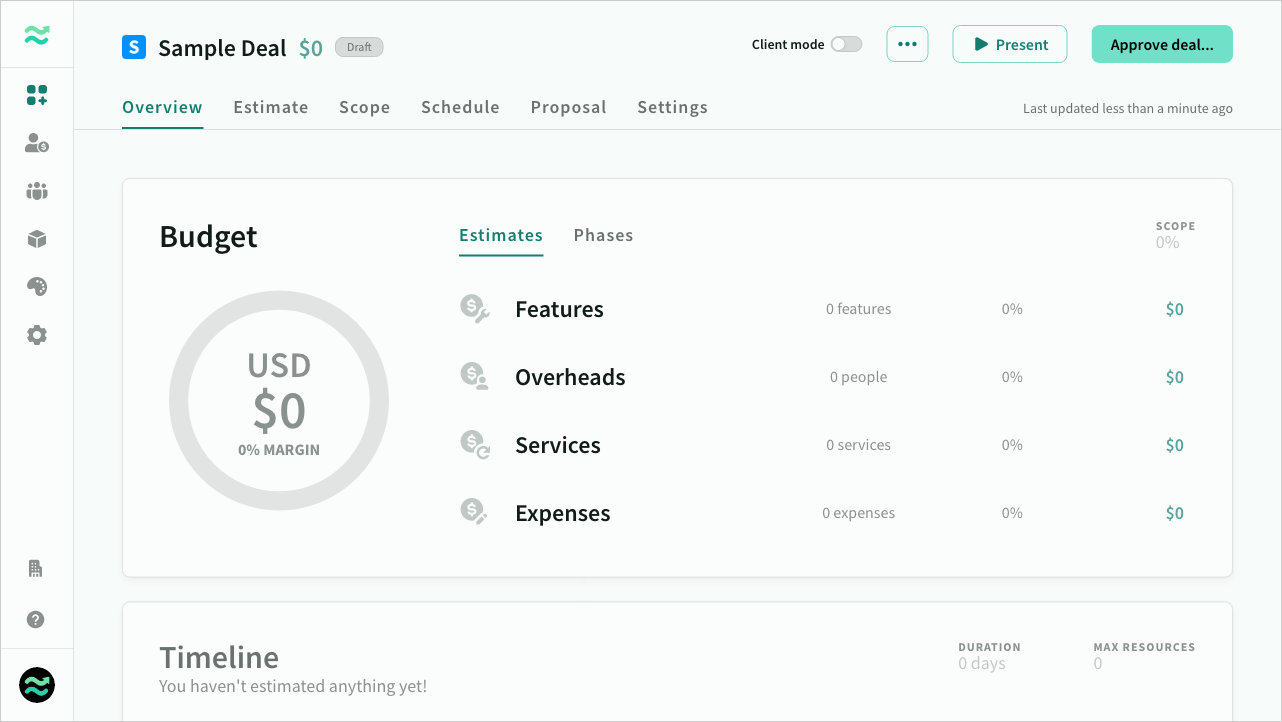 S Sample Deal $0 Draft
Client mode
Present
Approve deal...
Overview Estimate Scope Schedule Proposal Settings
Last updated less than a minute ago
Budget
Estimates Phases
SCOPE
0%
USD
$0
0% MARGIN
Features 0 features 0% $0
Overheads 0 people 0% $0
Services 0 services 0% $0
Expenses 0 expenses 0% $0
Timeline
You haven't estimated anything yet!
DURATION
0 days
MAX RESOURCES
0